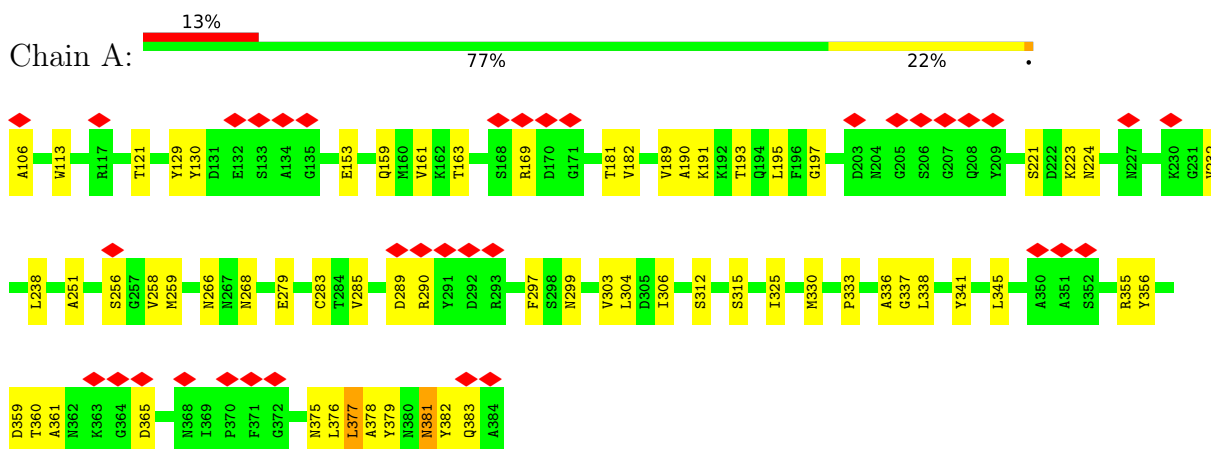 13%
Chain A:
77% 22% •
A106 W113 R117 T121 Y129 Y130 D131 E132 S133 A134 G135 E153 Q159 M160 V161 K162 T163 S168 R169 D170 G171 T181 V182 V189 A190 K191 K192 T193 Q194 L195 F196 G197 D203 N204 G205 S206 G207 Q208 Y209 S221 D222 K223 N224 N227 K230 G231 V232
L238 A251 S256 G257 V258 M259 N266 N267 N268 E279 C283 T284 V285 D289 R290 Y291 D292 R293 F297 S298 N299 V303 L304 D305 I306 S312 S315 I325 M330 P333 A336 G337 L338 Y341 L345 A350 A351 S352 R355 Y356
D359 T360 A361 N362 K363 G364 D365 N368 I369 P370 F371 G372 N375 L376 L377 A378 Y379 N380 N381 Y382 Q383 A384